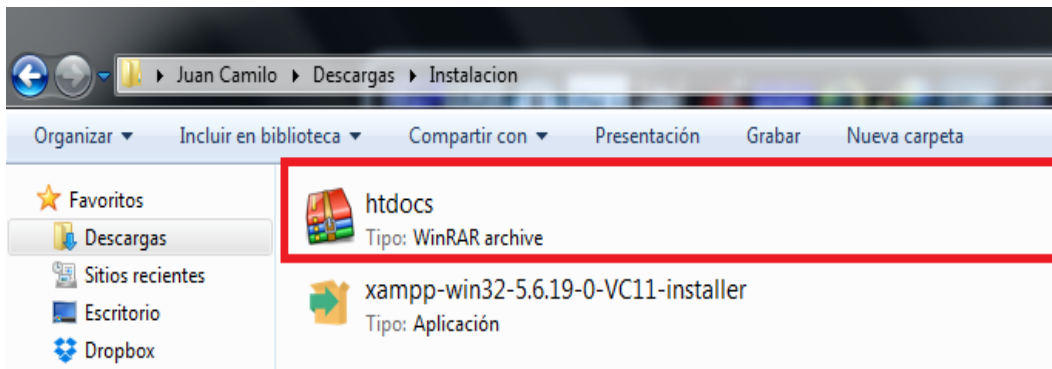 Juan Camilo Descargas Instalacion
Organizar Incluir en biblioteca Compartir con Presentación Grabar Nueva carpeta
Favoritos
Descargas
Sitios recientes
Escritorio
Dropbox
htdocs
Tipo: WinRAR archive
xampp-win32-5.6.19-0-VC11-installer
Tipo: Aplicación